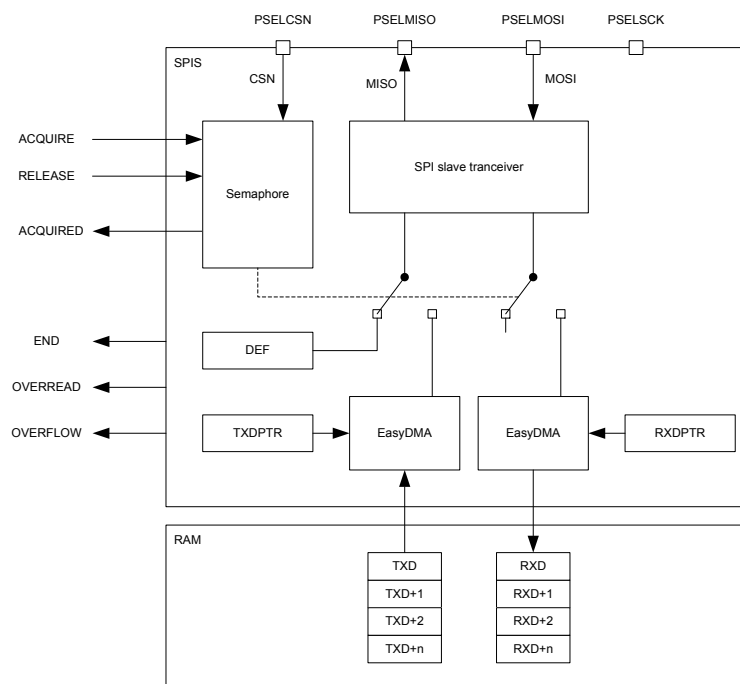 PSELCSN PSELMISO PSELMOSI PSELSCK
SPIS
CSN MISO MOSI
ACQUIRE
RELEASE
ACQUIRED
Semaphore
SPI slave tranceiver
END
OVERREAD
OVERFLOW
DEF
TXDPTR EasyDMA EasyDMA RXDPTR
RAM
TXD RXD
TXD+1 RXD+1
TXD+2 RXD+2
TXD+n RXD+n